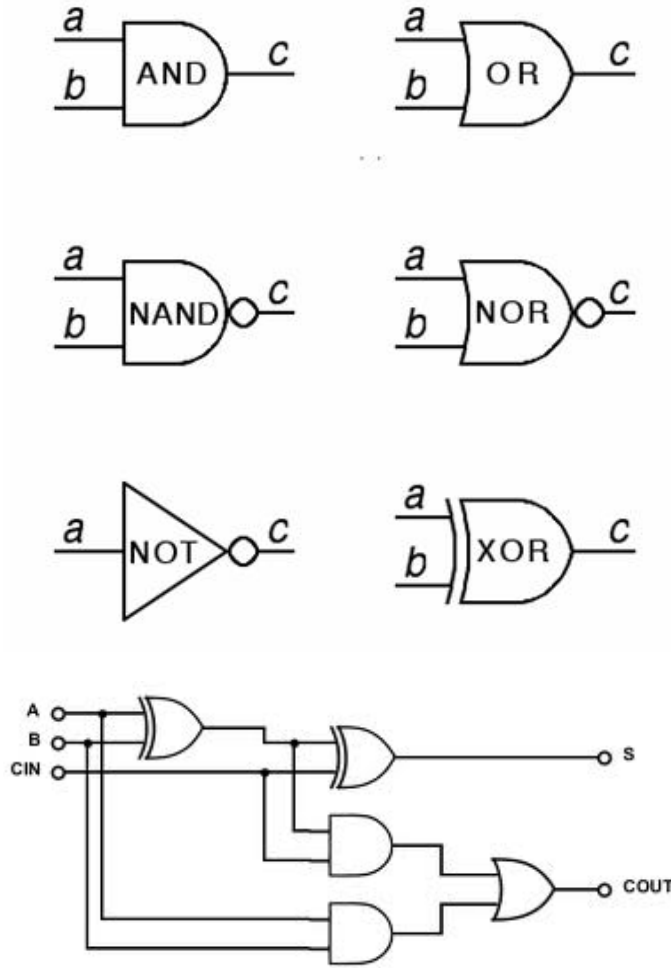 a a
b AND c b OR c
a a
b NAND c b NOR c
a NOT c a
b XOR c
A
B
CIN
S
COUT